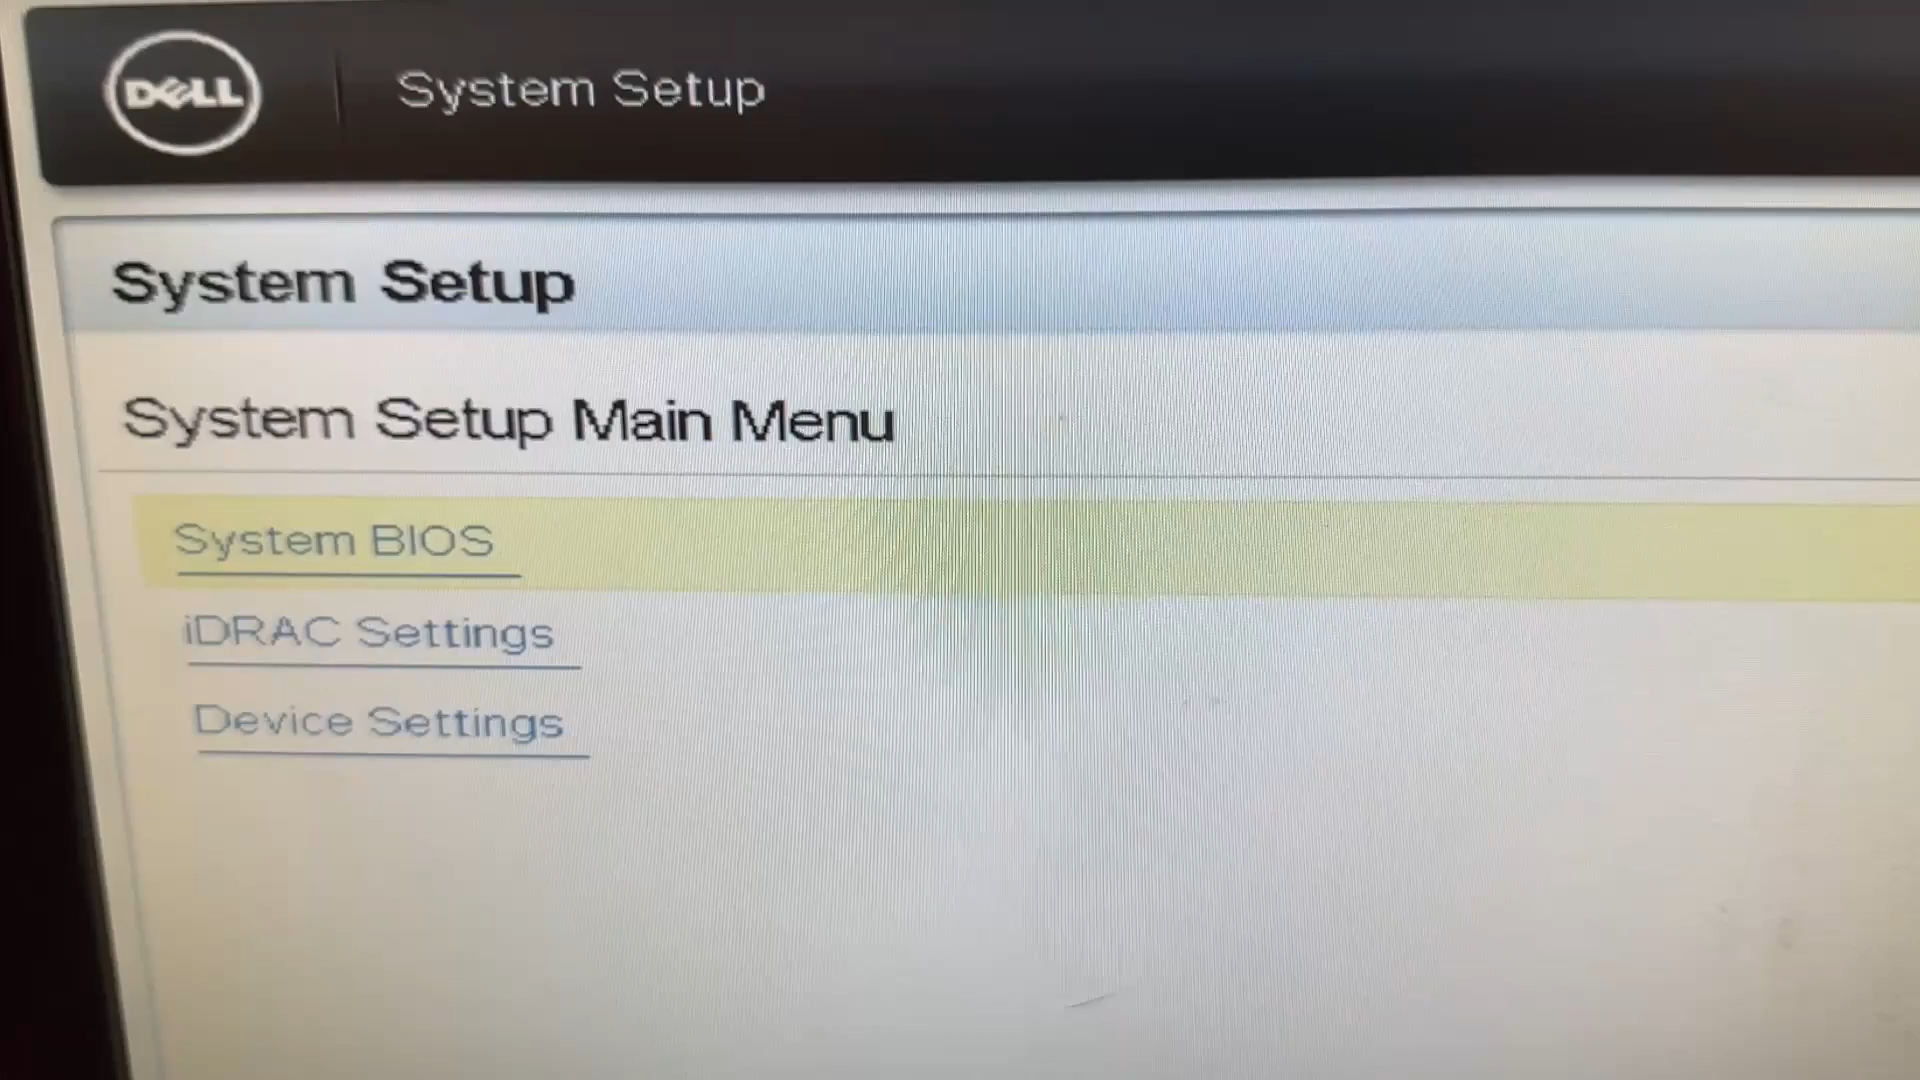 DELL
System Setup
System Setup
System Setup Main Menu
System BIOS
iDRAC Settings
Device Settings